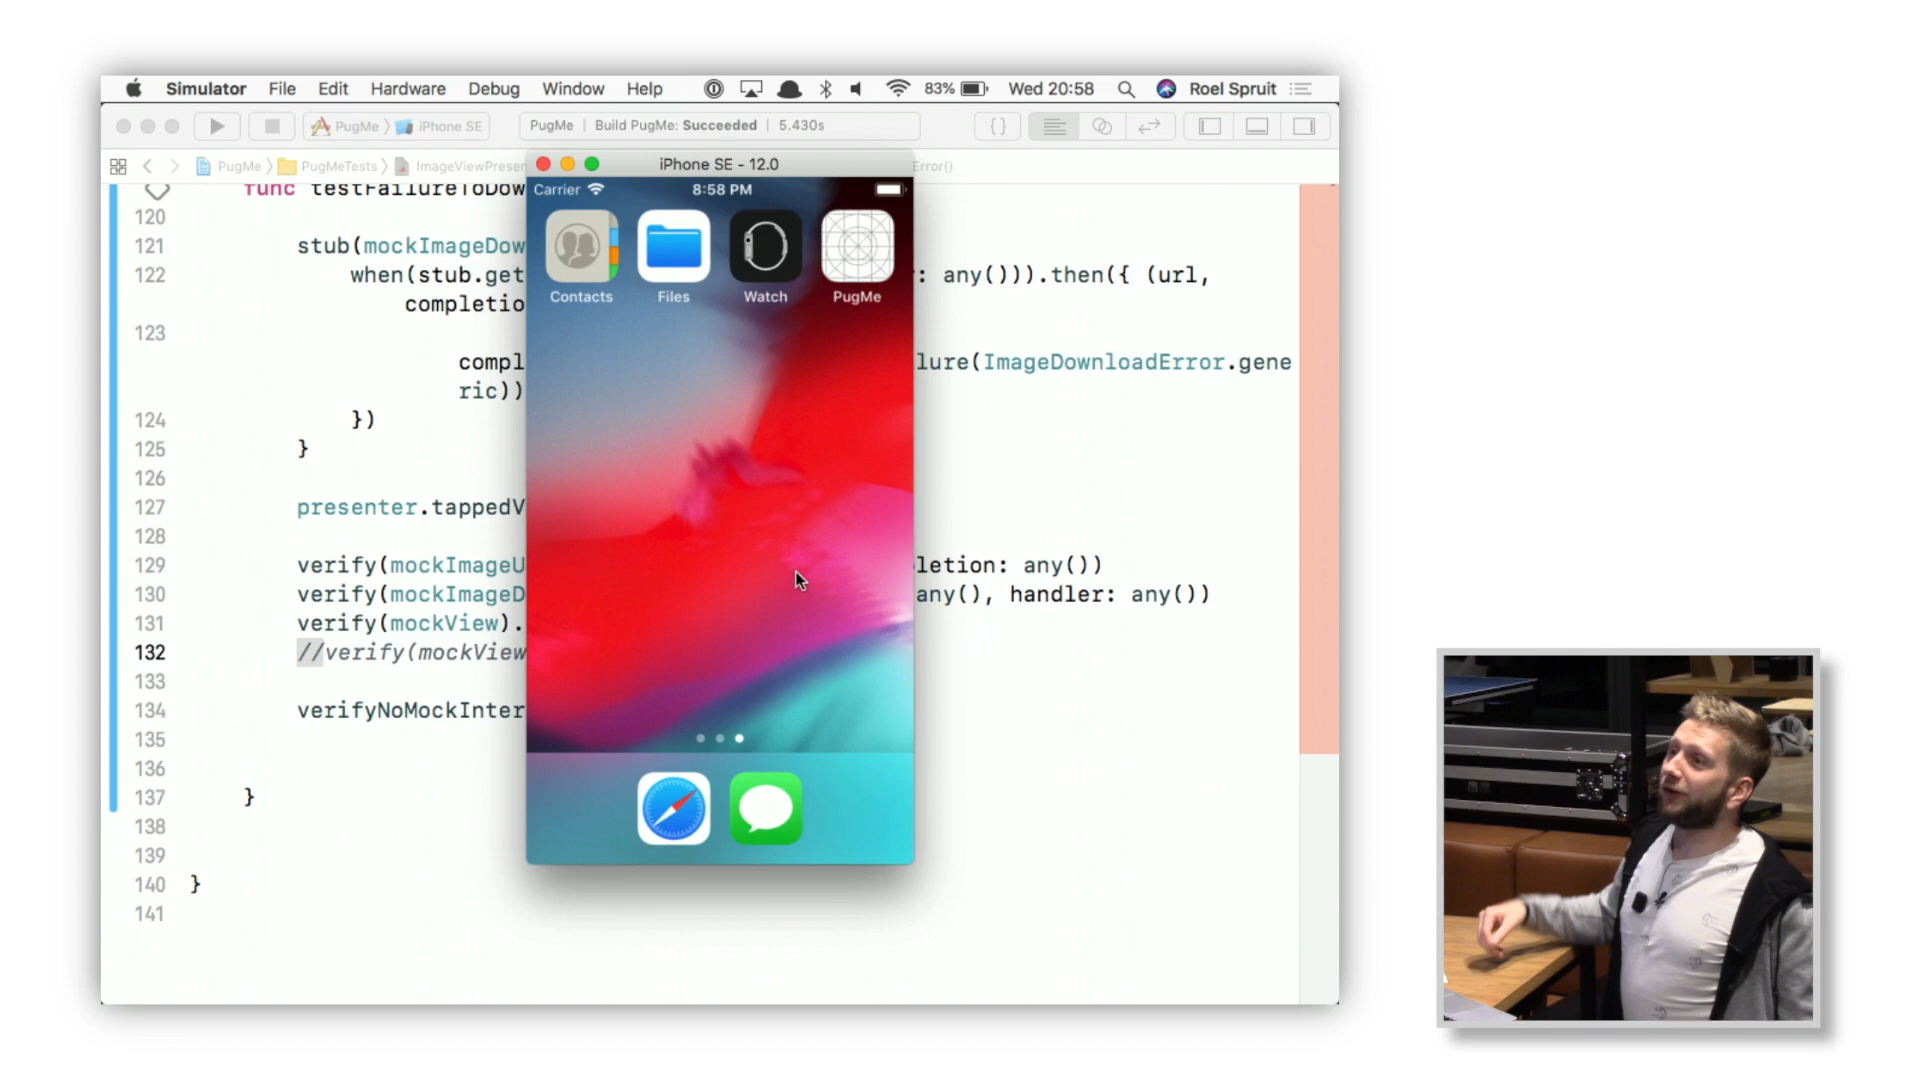 Simulator File Edit Hardware Debug Window Help 83% Wed 20:58 Roel Spruit
PugMe iPhone SE PugMe | Build PugMe: Succeeded | 5.430s { }
PugMe PugMeTests ImageViewPresen Error()
iPhone SE - 12.0
Carrier 8:58 PM
Contacts Files Watch PugMe
func testFailureToDow
120
121 stub(mockImageDow
122 when(stub.get : any())).then({ (url,
completio
123
compl lure(ImageDownloadError.gene
ric))
124 })
125 }
126
127 presenter.tappedV
128
129 verify(mockImageU letion: any())
130 verify(mockImageD any(), handler: any())
131 verify(mockView).
132 //verify(mockView
133
134 verifyNoMockInter
135
136
137 }
138
139
140 }
141